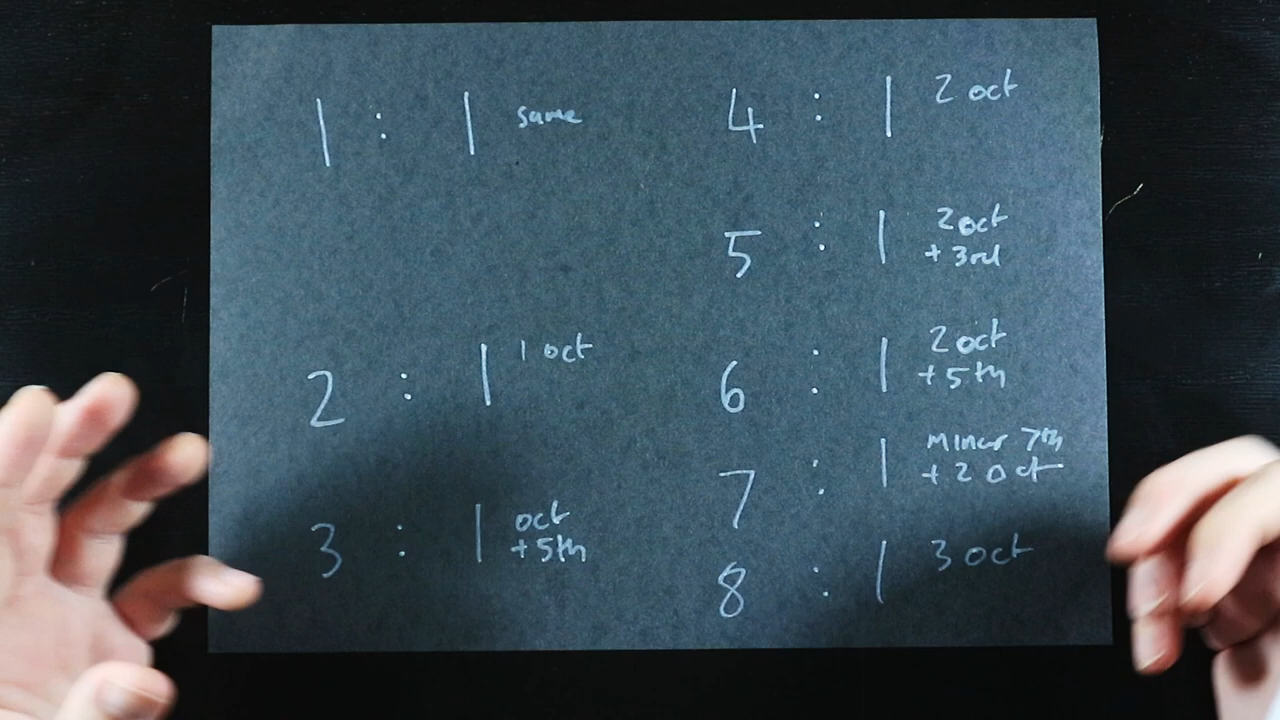 1 : 1 same
2 : 1 1 oct
3 : 1 oct
+ 5th
4 : 1 2 oct
5 : 1 2 oct
+ 3rd
6 : 1 2 oct
+ 5th
7 : 1 Minor 7th
+ 2 Oct
8 : 1 3 oct